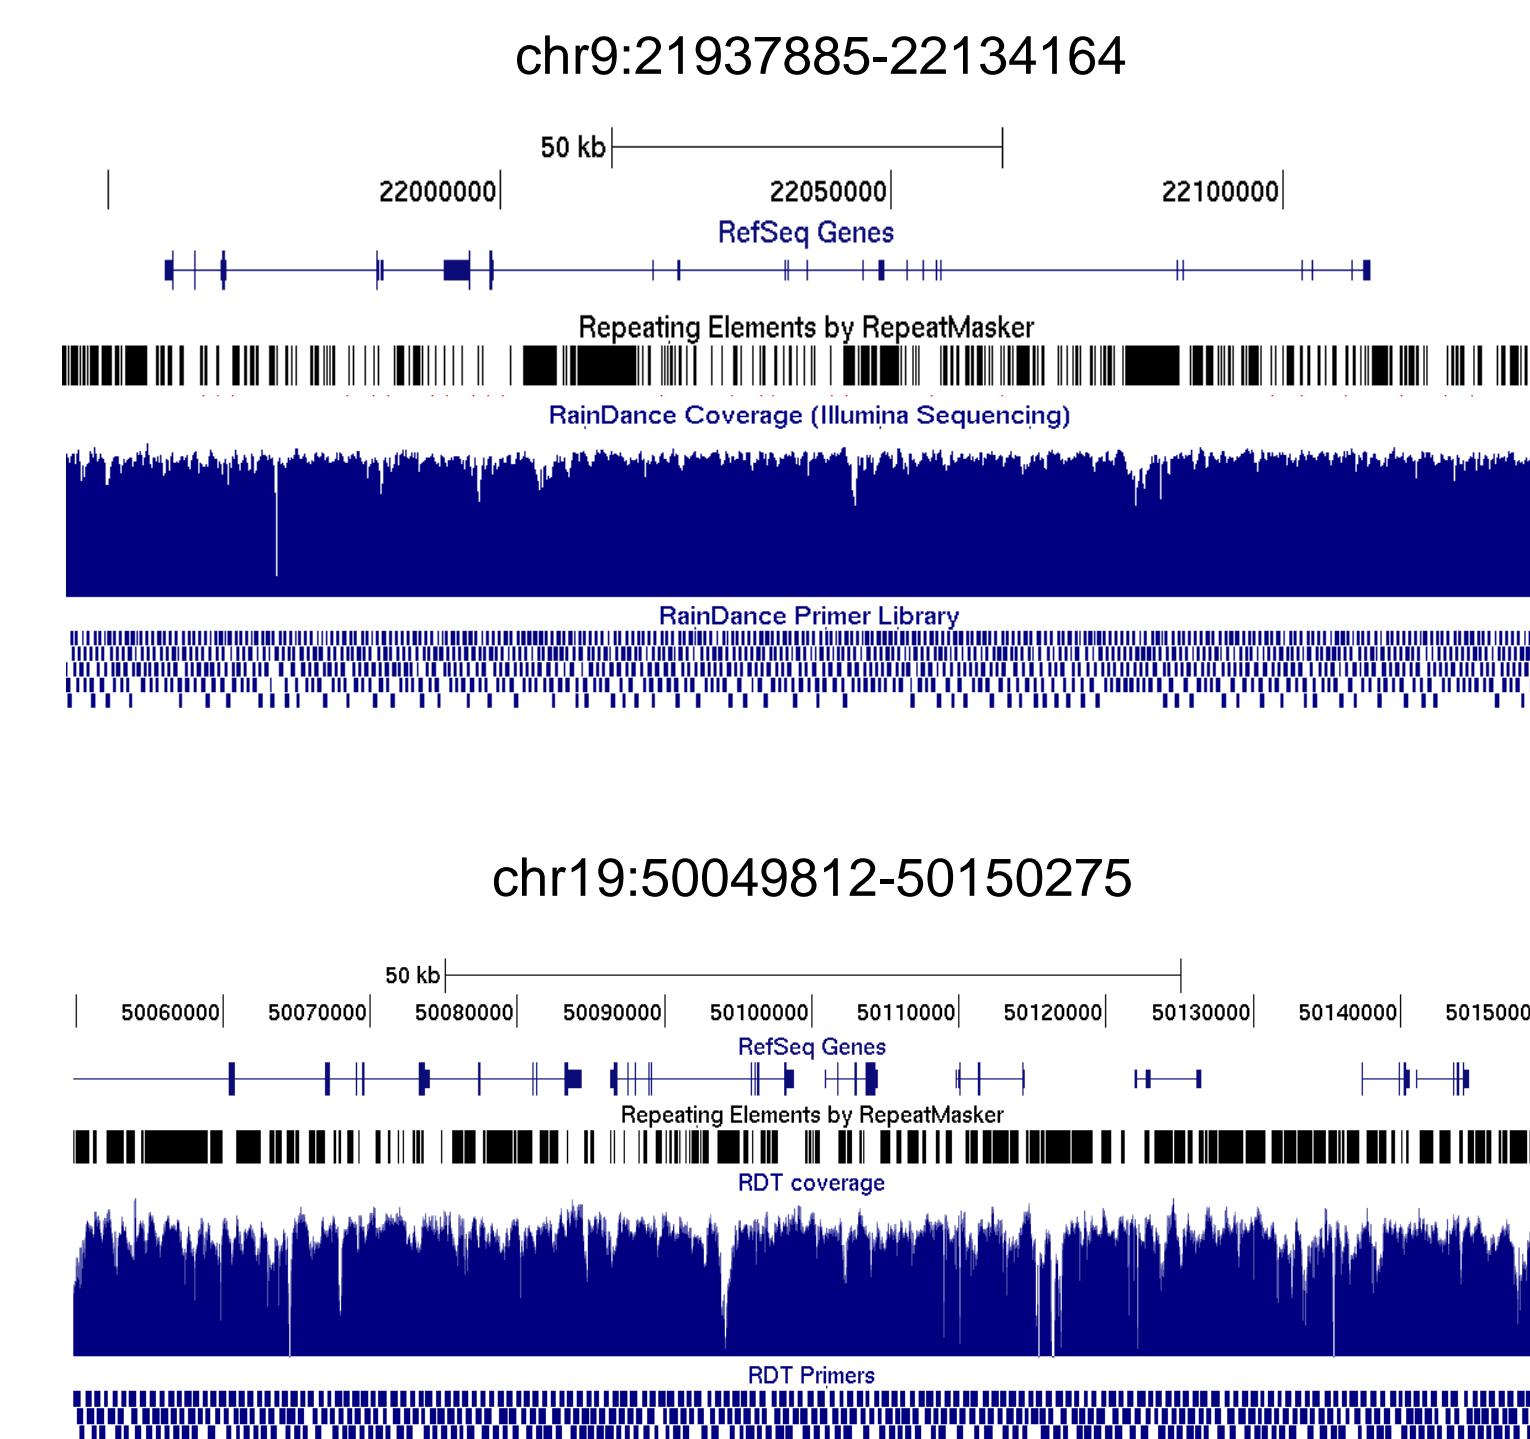 chr9:21937885-22134164
50 kb
22000000 22050000 22100000
RefSeq Genes
Repeating Elements by RepeatMasker
RainDance Coverage (Illumina Sequencing)
RainDance Primer Library
chr19:50049812-50150275
50 kb
50060000 50070000 50080000 50090000 50100000 50110000 50120000 50130000 50140000 5015000
RefSeq Genes
Repeating Elements by RepeatMasker
RDT coverage
RDT Primers